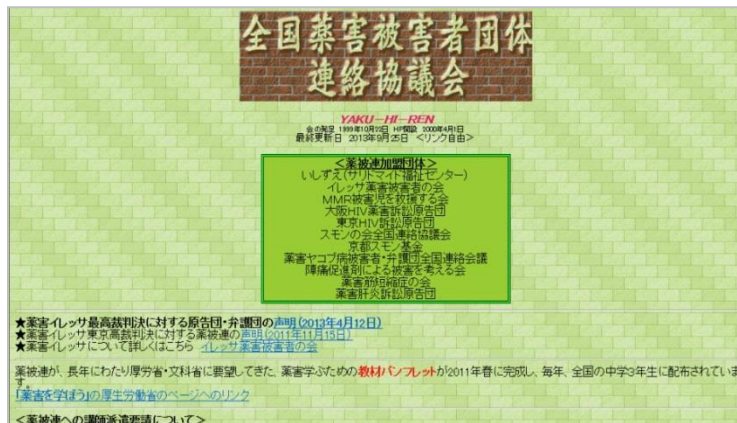 全国薬害被害者団体
連絡協議会
YAKU－HI－REN
会の発足 1999年10月22日 HP開設 2000年4月1日
最終更新日 2013年9月25日 <リンク自由>
<薬被連加盟団体>
いしずえ(サリドマイド福祉センター)
イレッサ薬害被害者の会
MMR被害児を救援する会
大阪HIV薬害訴訟原告団
東京HIV訴訟原告団
スモンの会全国連絡協議会
京都スモン基金
薬害ヤコブ病被害者・弁護団全国連絡会議
陣痛促進剤による被害を考える会
薬害筋短縮症の会
薬害肝炎訴訟原告団
★薬害イレッサ最高裁判決に対する原告団・弁護団の声明(2013年4月12日)
★薬害イレッサ東京高裁判決に対する薬被連の声明(2011年11月15日)
★薬害イレッサについて詳しくはこちら イレッサ薬害被害者の会
薬被連が、長年にわたり厚労省・文科省に要望してきた、薬害学ぶための教材パンフレットが2011年春に完成し、毎年、全国の中学3年生に配布されていま
す。
「薬害を学ぼう」の厚生労働省のページへのリンク
<薬被連への講師派遣要請について>